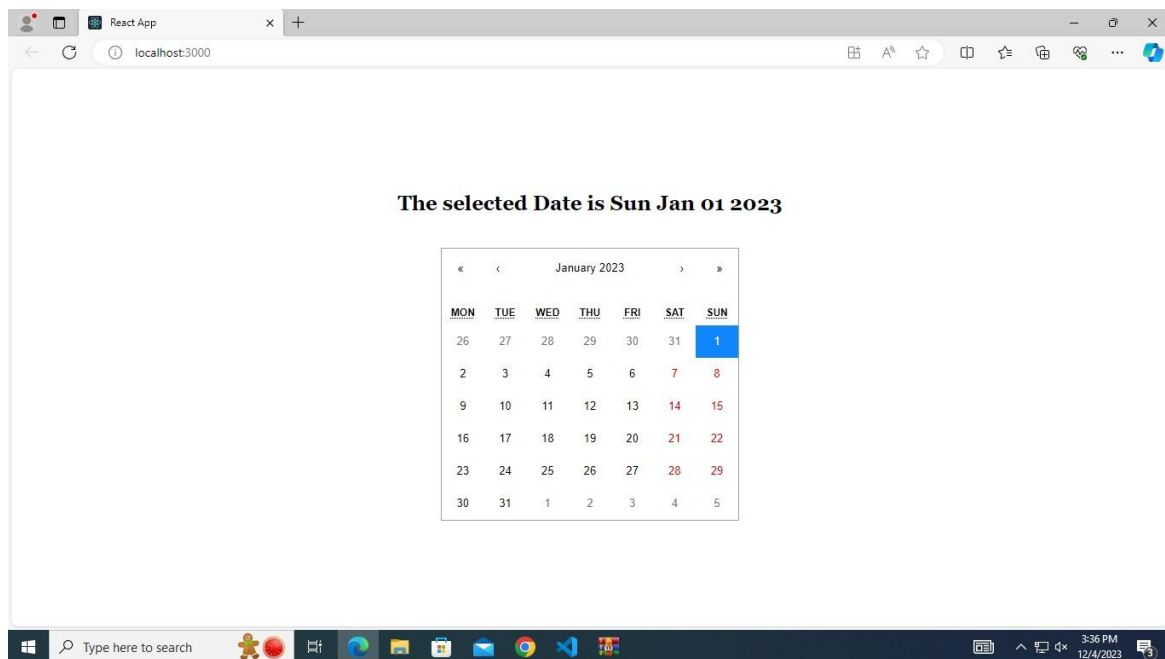 React App
localhost:3000
The selected Date is Sun Jan 01 2023
« ‹ January 2023 › »
MON TUE WED THU FRI SAT SUN
26 27 28 29 30 31 1
2 3 4 5 6 7 8
9 10 11 12 13 14 15
16 17 18 19 20 21 22
23 24 25 26 27 28 29
30 31 1 2 3 4 5
Type here to search
3:36 PM
12/4/2023
3